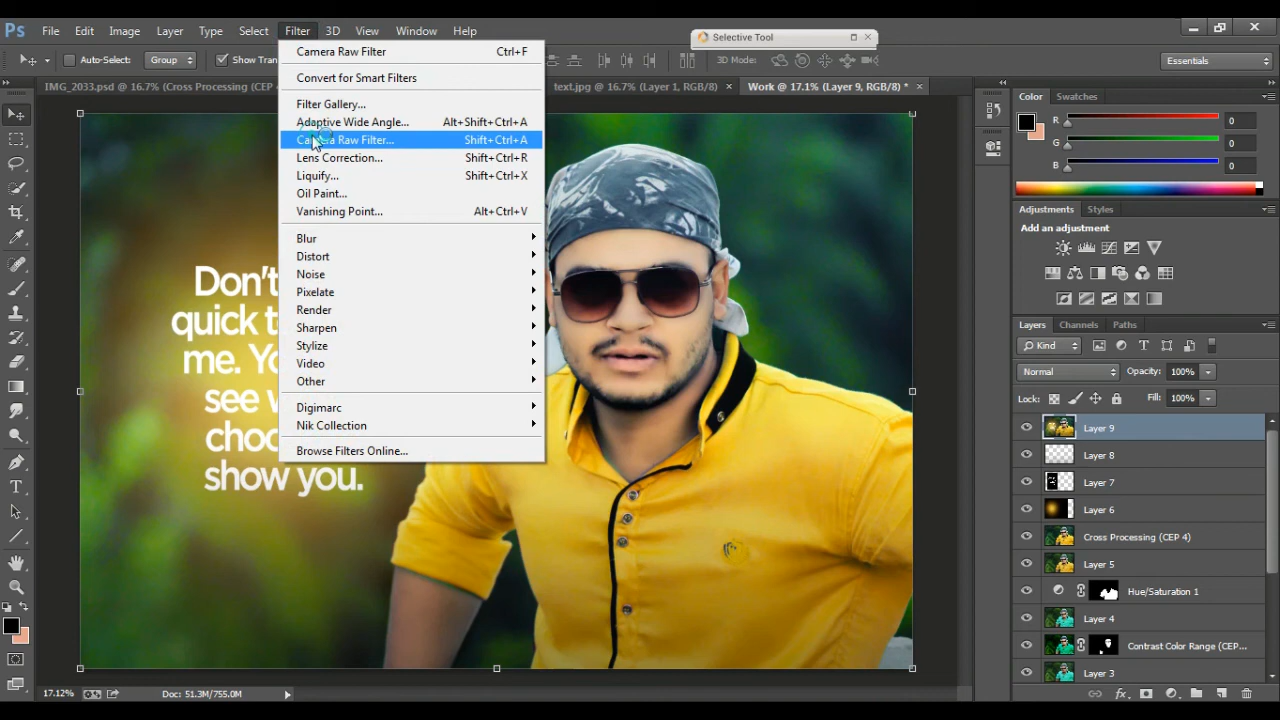 Ps File Edit Image Layer Type Select Filter 3D View Window Help
Selective Tool
Auto-Select: Group Show Tran 3D Mode: Essentials
IMG_2033.psd @ 16.7% (Cross Processing (CEP 4) text.jpg @ 16.7% (Layer 1, RGB/8) Work @ 17.1% (Layer 9, RGB/8) *
Camera Raw Filter Ctrl+F
Convert for Smart Filters
Filter Gallery...
Adaptive Wide Angle... Alt+Shift+Ctrl+A
Camera Raw Filter... Shift+Ctrl+A
Lens Correction... Shift+Ctrl+R
Liquify... Shift+Ctrl+X
Oil Paint...
Vanishing Point... Alt+Ctrl+V
Blur
Distort
Noise
Pixelate
Render
Sharpen
Stylize
Video
Other
Digimarc
Nik Collection
Browse Filters Online...
Don't
quick t
me. Yo
see w
choo
show you.
Color Swatches
R 0
G 0
B 0
Adjustments Styles
Add an adjustment
Layers Channels Paths
Kind
Normal Opacity: 100%
Lock: Fill: 100%
Layer 9
Layer 8
Layer 7
Layer 6
Cross Processing (CEP 4)
Layer 5
Hue/Saturation 1
Layer 4
Contrast Color Range (CEP...
Layer 3
17.12% Doc: 51.3M/755.0M